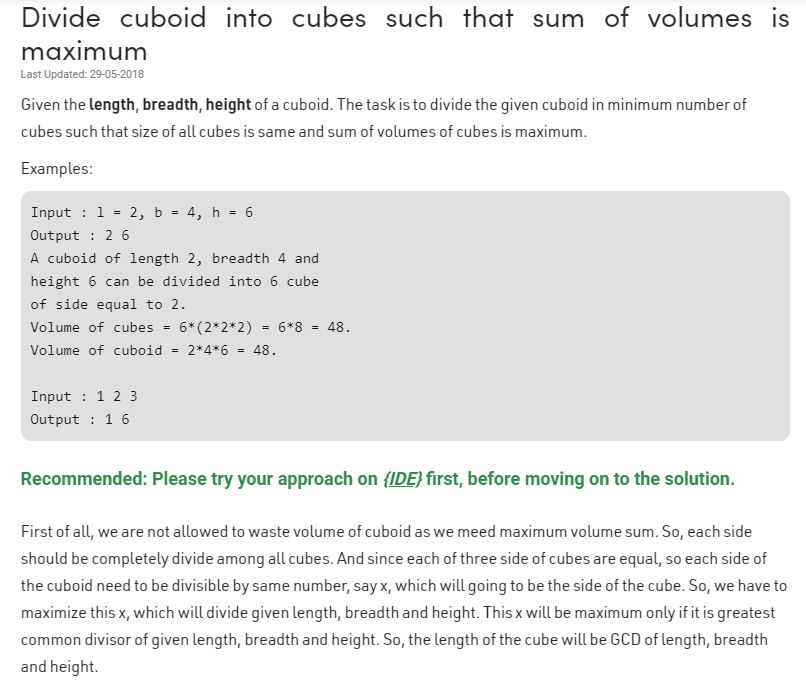 Divide cuboid into cubes such that sum of volumes is
maximum
Last Updated: 29-05-2018
Given the length, breadth, height of a cuboid. The task is to divide the given cuboid in minimum number of
cubes such that size of all cubes is same and sum of volumes of cubes is maximum.
Examples:
Input : l = 2, b = 4, h = 6
Output : 2 6
A cuboid of length 2, breadth 4 and
height 6 can be divided into 6 cube
of side equal to 2.
Volume of cubes = 6*(2*2*2) = 6*8 = 48.
Volume of cuboid = 2*4*6 = 48.
Input : 1 2 3
Output : 1 6
Recommended: Please try your approach on {IDE} first, before moving on to the solution.
First of all, we are not allowed to waste volume of cuboid as we meed maximum volume sum. So, each side
should be completely divide among all cubes. And since each of three side of cubes are equal, so each side of
the cuboid need to be divisible by same number, say x, which will going to be the side of the cube. So, we have to
maximize this x, which will divide given length, breadth and height. This x will be maximum only if it is greatest
common divisor of given length, breadth and height. So, the length of the cube will be GCD of length, breadth
and height.